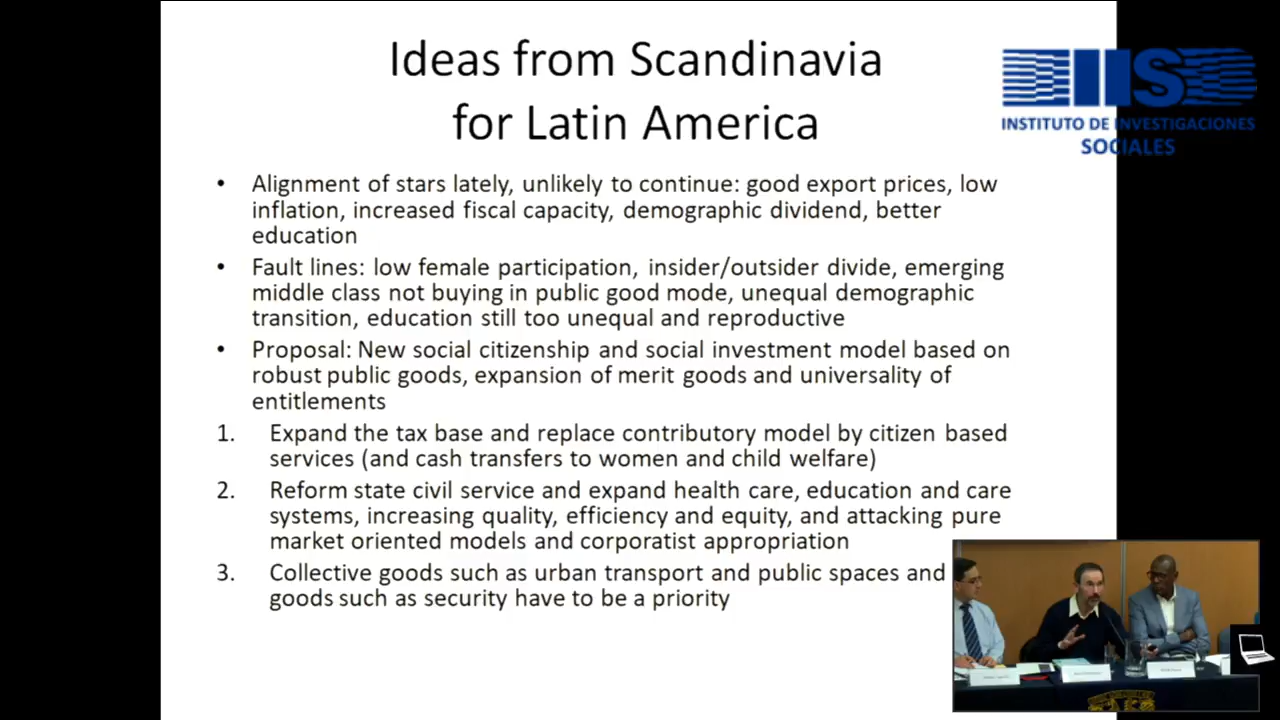 Ideas from Scandinavia
for Latin America
IIS
INSTITUTO DE INVESTIGACIONES
SOCIALES
• Alignment of stars lately, unlikely to continue: good export prices, low
inflation, increased fiscal capacity, demographic dividend, better
education
• Fault lines: low female participation, insider/outsider divide, emerging
middle class not buying in public good mode, unequal demographic
transition, education still too unequal and reproductive
• Proposal: New social citizenship and social investment model based on
robust public goods, expansion of merit goods and universality of
entitlements
1. Expand the tax base and replace contributory model by citizen based
services (and cash transfers to women and child welfare)
2. Reform state civil service and expand health care, education and care
systems, increasing quality, efficiency and equity, and attacking pure
market oriented models and corporatist appropriation
3. Collective goods such as urban transport and public spaces and
goods such as security have to be a priority